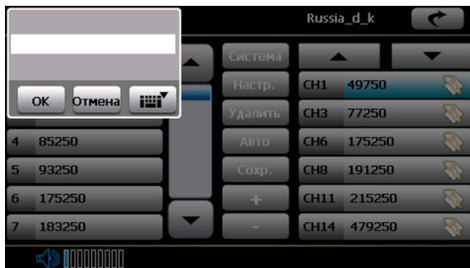 Russia_d_k
OK
Отмена
4 85250
5 93250
6 175250
7 183250
Система
Настр.
Удалить
Авто
Сохр.
+
-
CH1 49750
CH3 77250
CH6 175250
CH8 191250
CH11 215250
CH14 479250